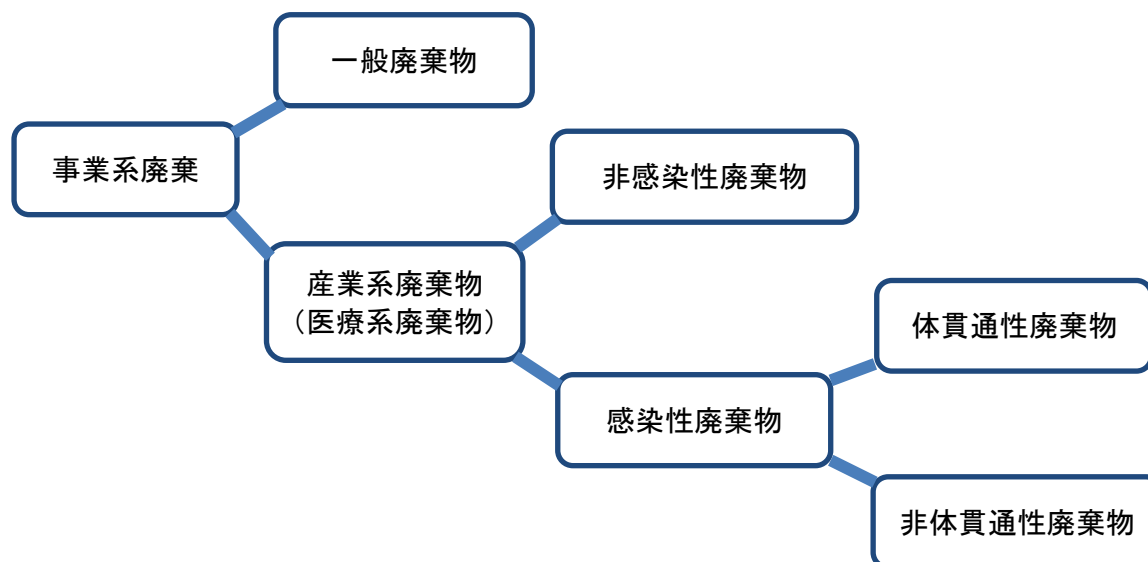 一般廃棄物
事業系廃棄
非感染性廃棄物
産業系廃棄物
（医療系廃棄物）
体貫通性廃棄物
感染性廃棄物
非体貫通性廃棄物